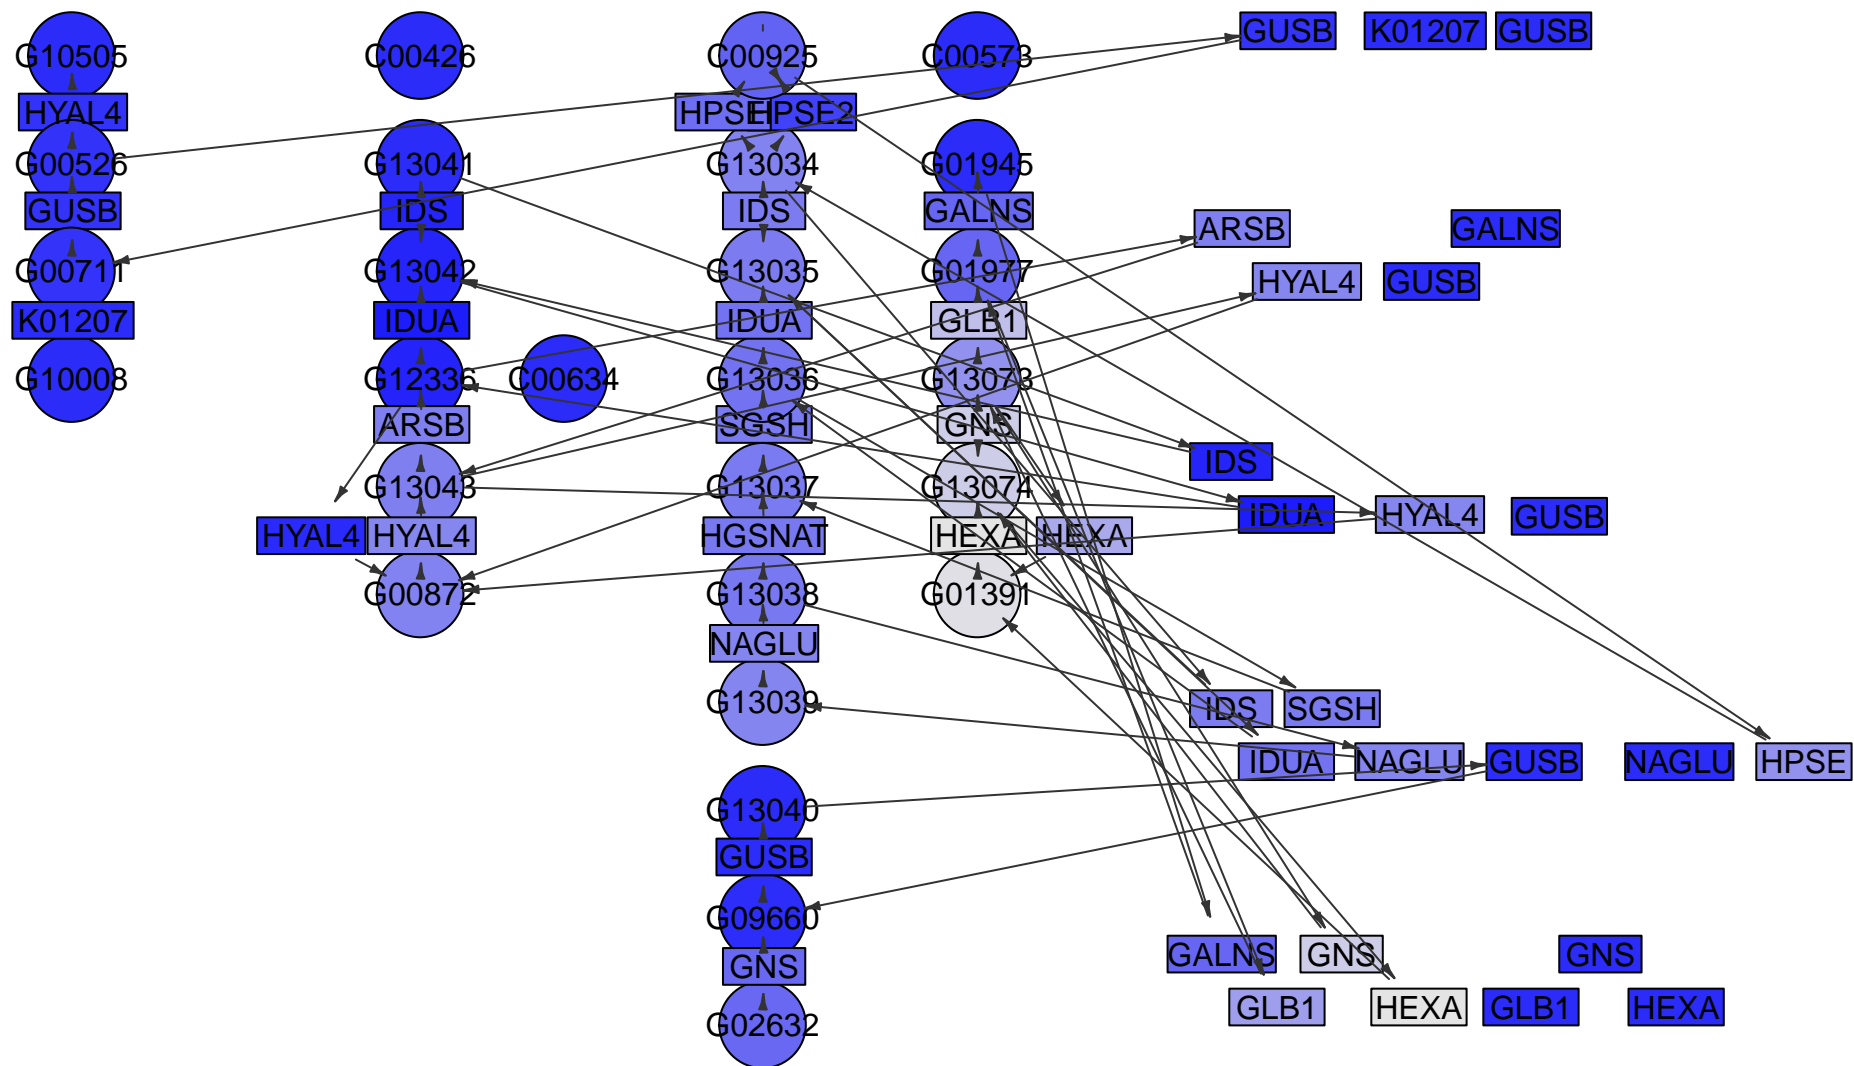 G10505 C00426 C00925 C00573 GUSB K01207 GUSB
HYAL4 HPSE HPSE2
G00526 G13041 G13034 G01945
GUSB IDS IDS GALNS ARSB GALNS
G00711 G13042 G13035 G01977 HYAL4 GUSB
K01207 IDUA IDUA GLB1
G10008 G12336 C00634 G13036 G13073
ARSB SGSH GNS
G13043 G13037 G13074 IDS
HYAL4 HYAL4 HGSNAT HEXA HEXA IDUA HYAL4 GUSB
G00872 G13038 G01391
NAGLU
G13039 IDS SGSH
IDUA NAGLU GUSB NAGLU HPSE
G13040
GUSB
G09660
GNS GALNS GNS GNS
G02632 GLB1 HEXA GLB1 HEXA